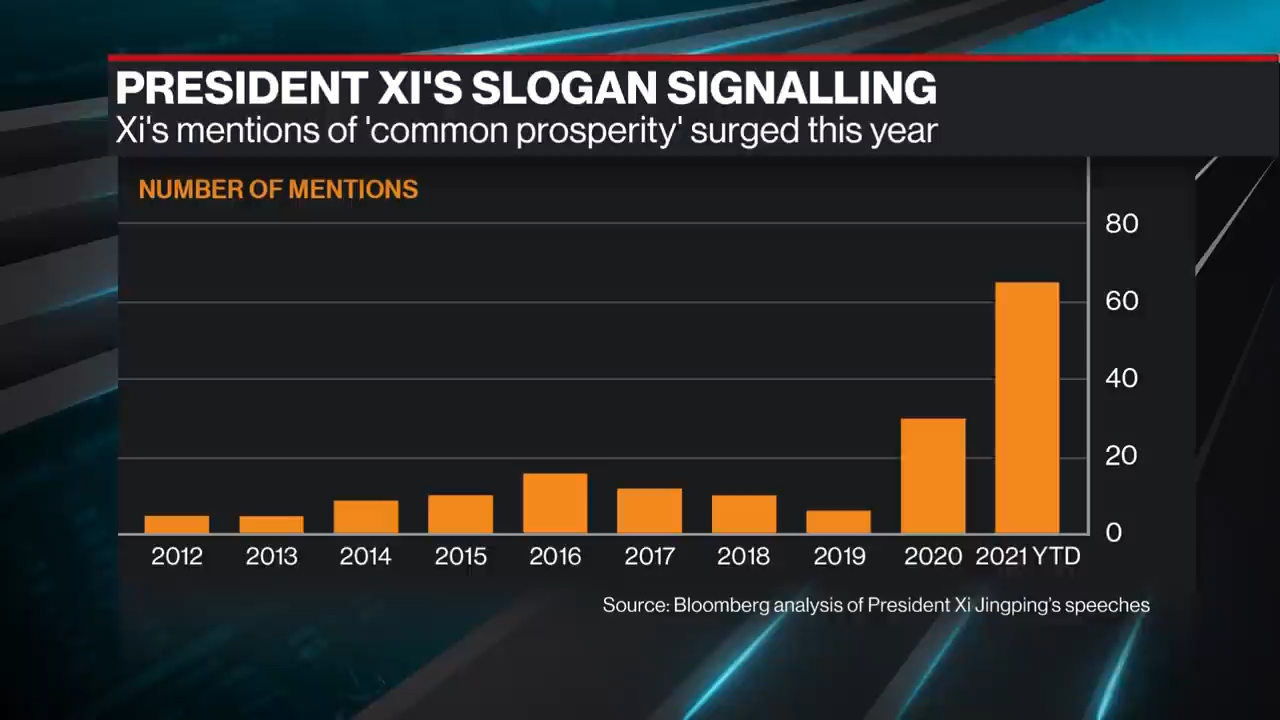 PRESIDENT XI'S SLOGAN SIGNALLING
Xi's mentions of 'common prosperity' surged this year
NUMBER OF MENTIONS
80
60
40
20
0
2012 2013 2014 2015 2016 2017 2018 2019 2020 2021 YTD
Source: Bloomberg analysis of President Xi Jingping's speeches